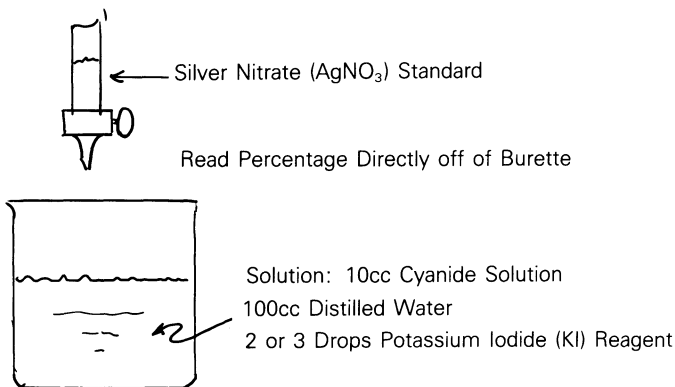 Silver Nitrate (AgNO₃) Standard
Read Percentage Directly off of Burette
Solution: 10cc Cyanide Solution
100cc Distilled Water
2 or 3 Drops Potassium Iodide (KI) Reagent